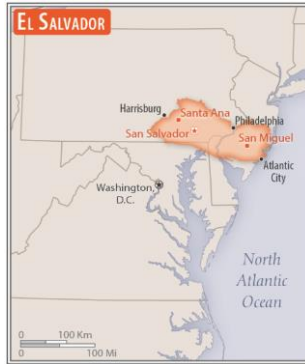 EL SALVADOR
Harrisburg
Santa Ana
Philadelphia
San Salvador
San Miguel
Atlantic
City
Washington,
D.C.
North
Atlantic
Ocean
0 100 Km
0 100 Mi